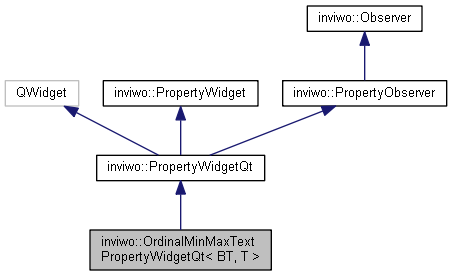 inviwo::Observer
QWidget
inviwo::PropertyWidget
inviwo::PropertyObserver
inviwo::PropertyWidgetQt
inviwo::OrdinalMinMaxText
PropertyWidgetQt< BT, T >